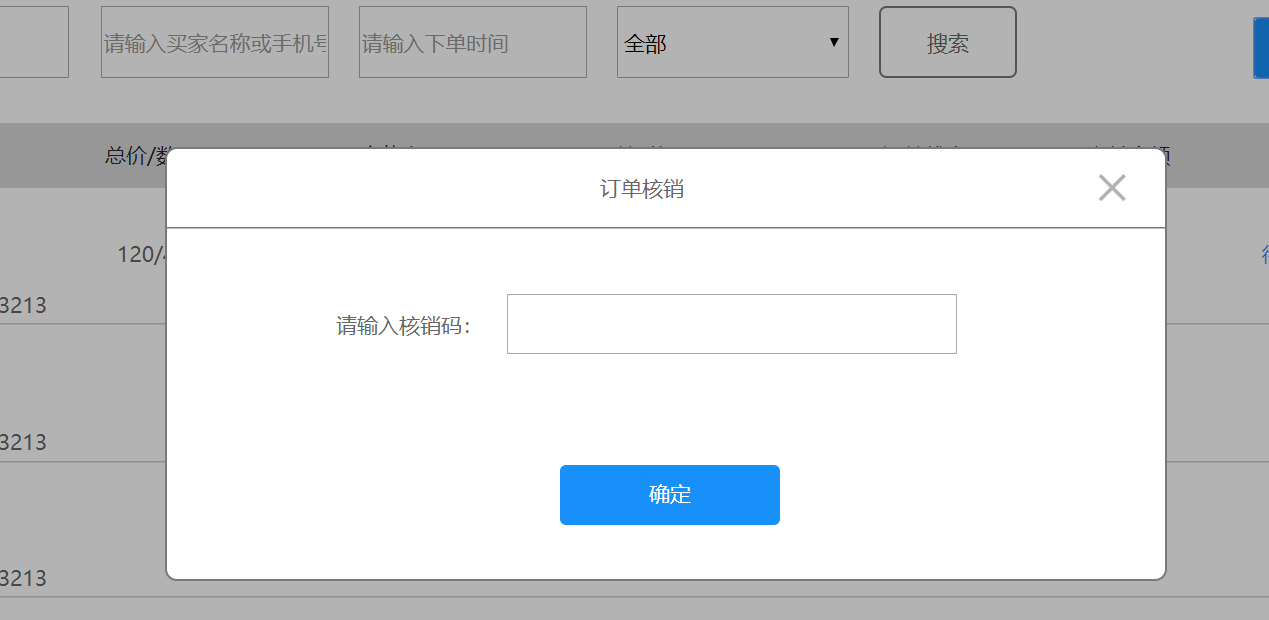 请输入买家名称或手机号
请输入下单时间
全部
搜索
总价/数
订单核销
120/
请输入核销码：
3213
3213
确定
3213